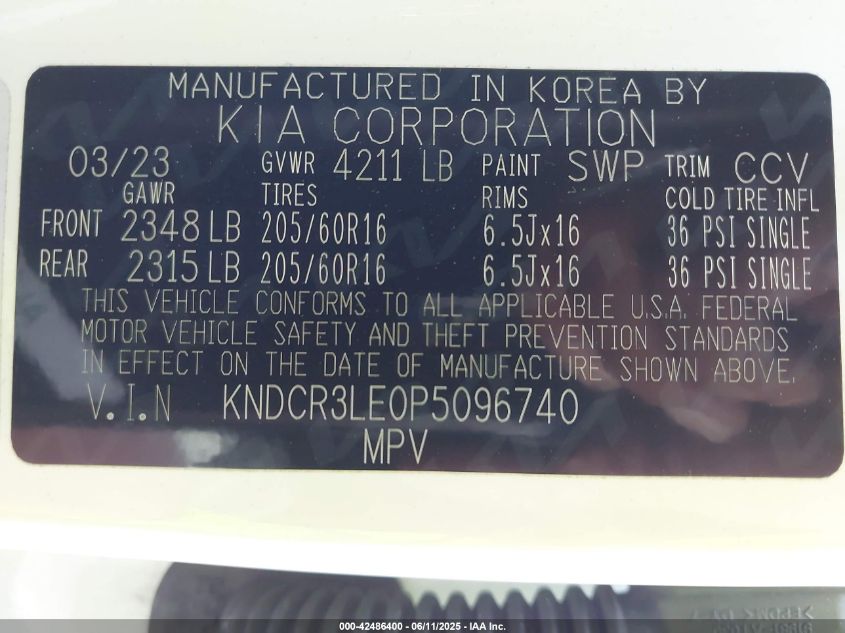 MANUFACTURED IN KOREA BY
KIA CORPORATION
03/23 GVWR 4211 LB PAINT SWP TRIM CCV
GAWR TIRES RIMS COLD TIRE INFL
FRONT 2348 LB 205/60R16 6.5Jx16 36 PSI SINGLE
REAR 2315 LB 205/60R16 6.5Jx16 36 PSI SINGLE
THIS VEHICLE CONFORMS TO ALL APPLICABLE U.S.A. FEDERAL
MOTOR VEHICLE SAFETY AND THEFT PREVENTION STANDARDS
IN EFFECT ON THE DATE OF MANUFACTURE SHOWN ABOVE.
V.I.N KNDCR3LE0P5096740
MPV
000-42486400 - 06/11/2025 - IAA Inc.